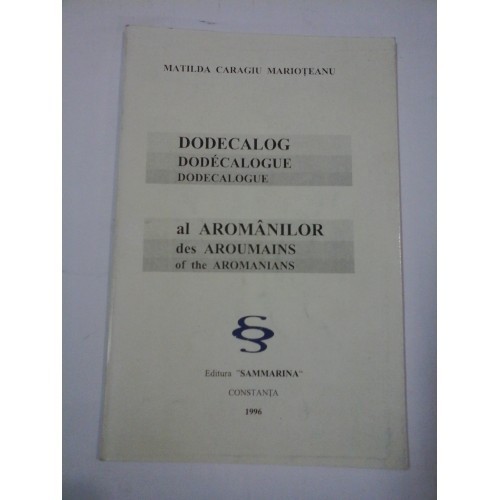 MATILDA CARAGIU MARIOȚEANU
DODECALOG
DODÉCALOGUE
DODECALOGUE
al AROMÂNILOR
des AROUMAINS
of the AROMANIANS
Editura "SAMMARINA"
CONSTANȚA
1996